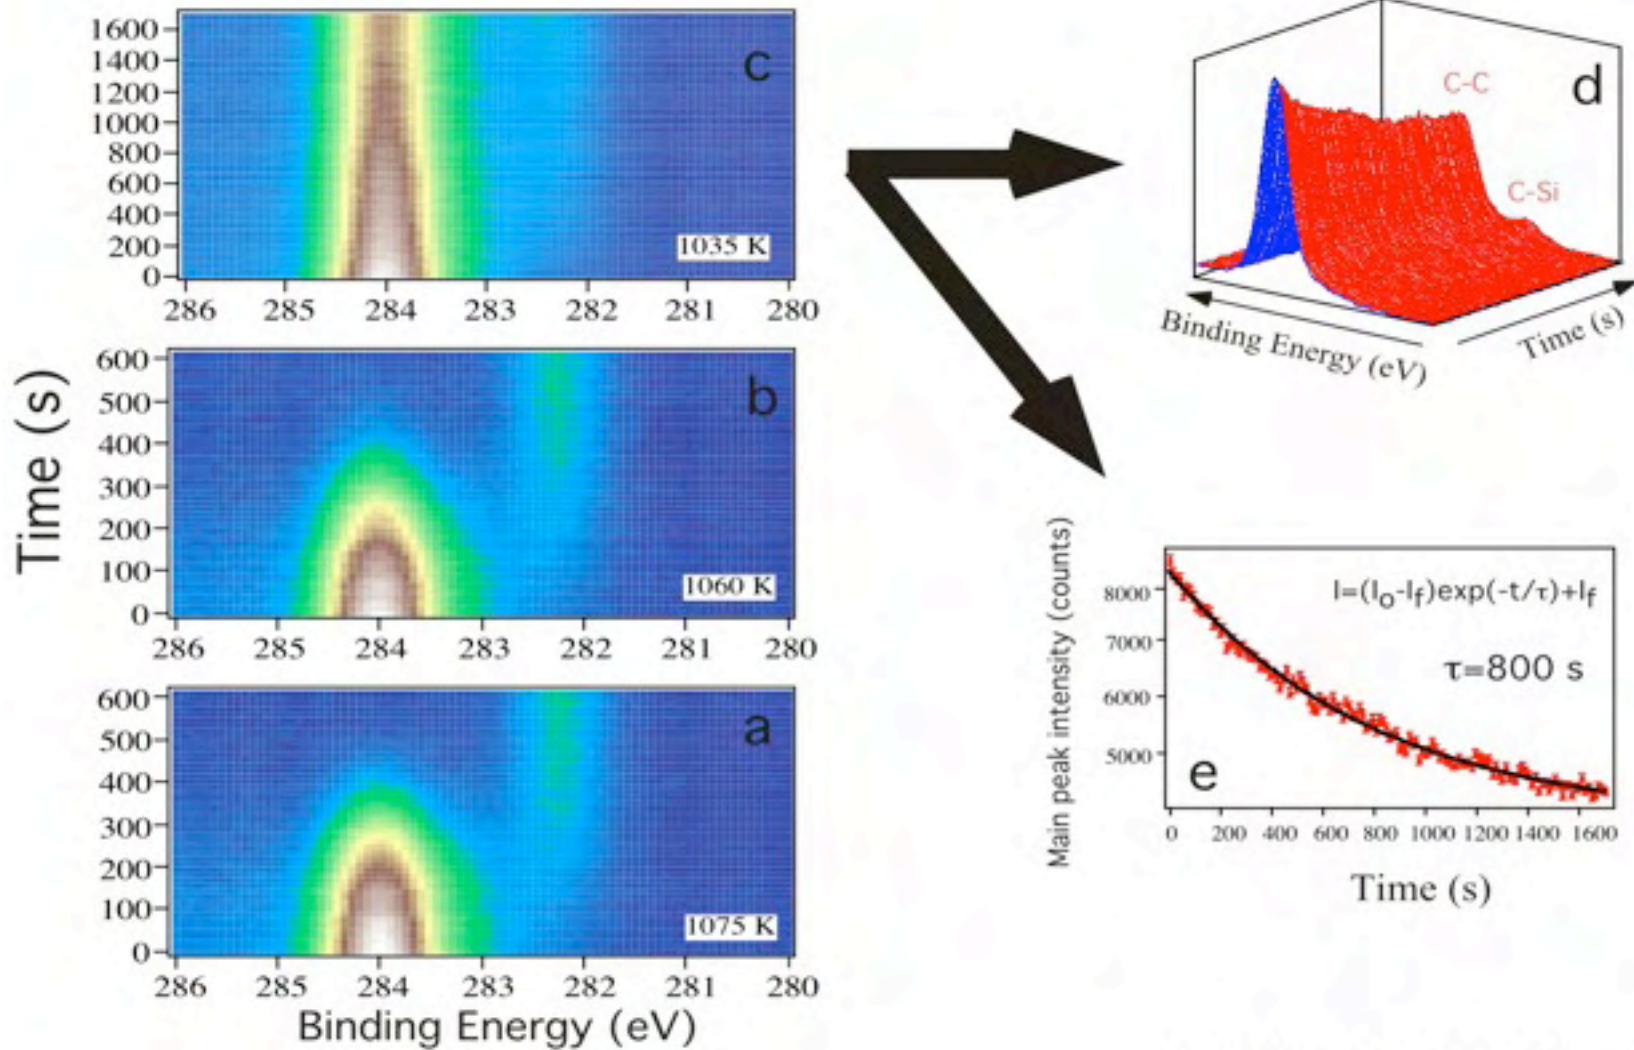 Time (s)
1600
1400
1200
1000
800
600
400
200
0
c
1035 K
286 285 284 283 282 281 280
600
500
400
300
200
100
0
b
1060 K
286 285 284 283 282 281 280
600
500
400
300
200
100
0
a
1075 K
286 285 284 283 282 281 280
Binding Energy (eV)
d
C-C
C-Si
Binding Energy (eV)
Time (s)
Main peak intensity (counts)
8000
7000
6000
5000
I=(Io-If)exp(-t/τ)+If
τ=800 s
e
0 200 400 600 800 1000 1200 1400 1600
Time (s)